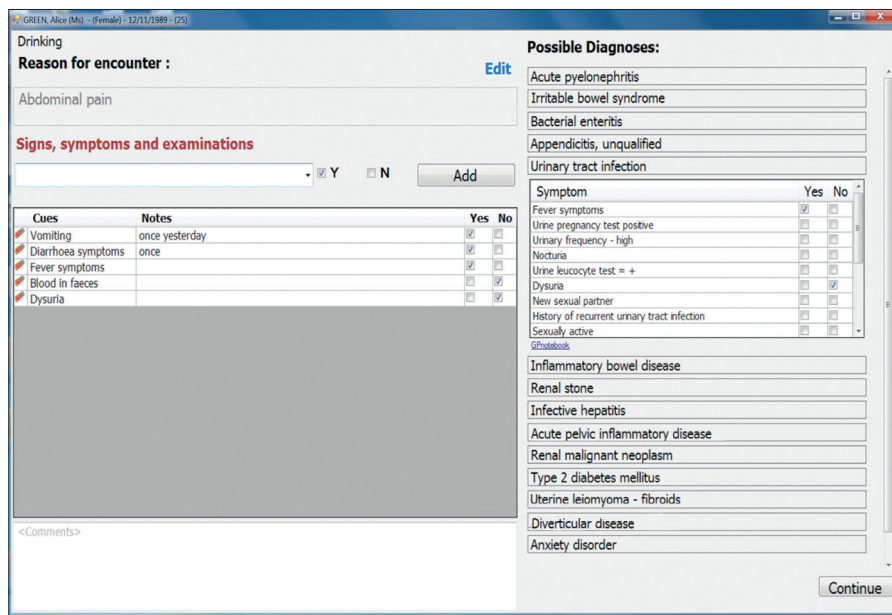 GREEN, Alice (Ms) - (Female) - 12/11/1989 - (25)
Drinking
Reason for encounter :
Edit
Abdominal pain
Signs, symptoms and examinations
Y N Add
Cues Notes Yes No
Vomiting once yesterday
Diarrhoea symptoms once
Fever symptoms
Blood in faeces
Dysuria
<Comments>
Possible Diagnoses:
Acute pyelonephritis
Irritable bowel syndrome
Bacterial enteritis
Appendicitis, unqualified
Urinary tract infection
Symptom Yes No
Fever symptoms
Urine pregnancy test positive
Urinary frequency - high
Nocturia
Urine leucocyte test = +
Dysuria
New sexual partner
History of recurrent urinary tract infection
Sexually active
GPnotebook
Inflammatory bowel disease
Renal stone
Infective hepatitis
Acute pelvic inflammatory disease
Renal malignant neoplasm
Type 2 diabetes mellitus
Uterine leiomyoma - fibroids
Diverticular disease
Anxiety disorder
Continue